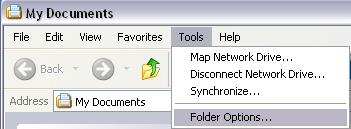 My Documents
File Edit View Favorites Tools Help
Map Network Drive...
Disconnect Network Drive...
Synchronize...
Folder Options...
Back
Address My Documents